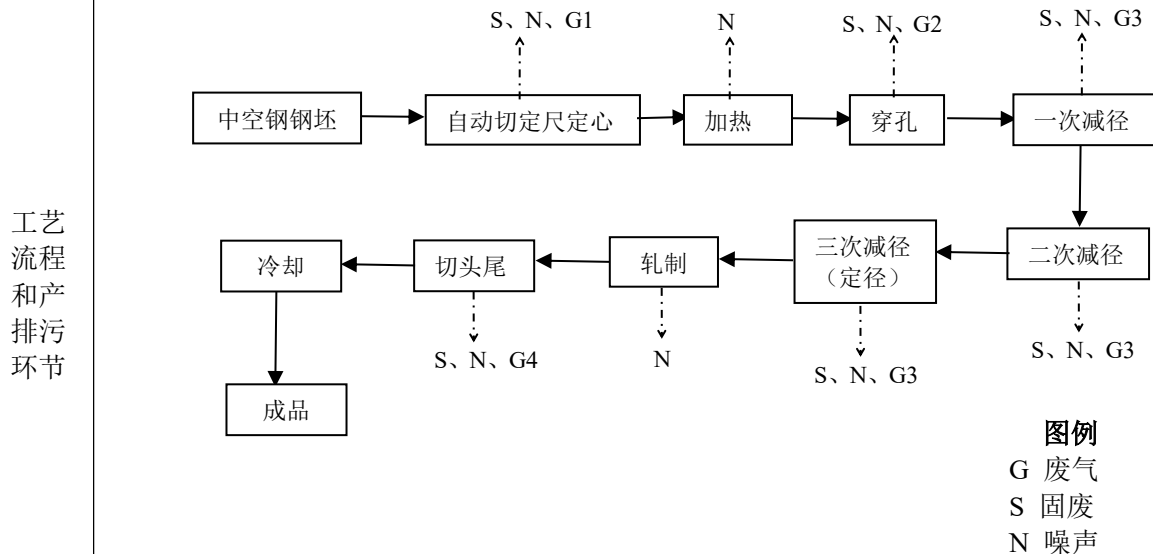 工艺
流程
和产
排污
环节
S、N、G1
N
S、N、G2
S、N、G3
中空钢钢坯
自动切定尺定心
加热
穿孔
一次减径
冷却
切头尾
轧制
三次减径
（定径）
二次减径
S、N、G4
N
S、N、G3
S、N、G3
成品
图例
G 废气
S 固废
N 噪声